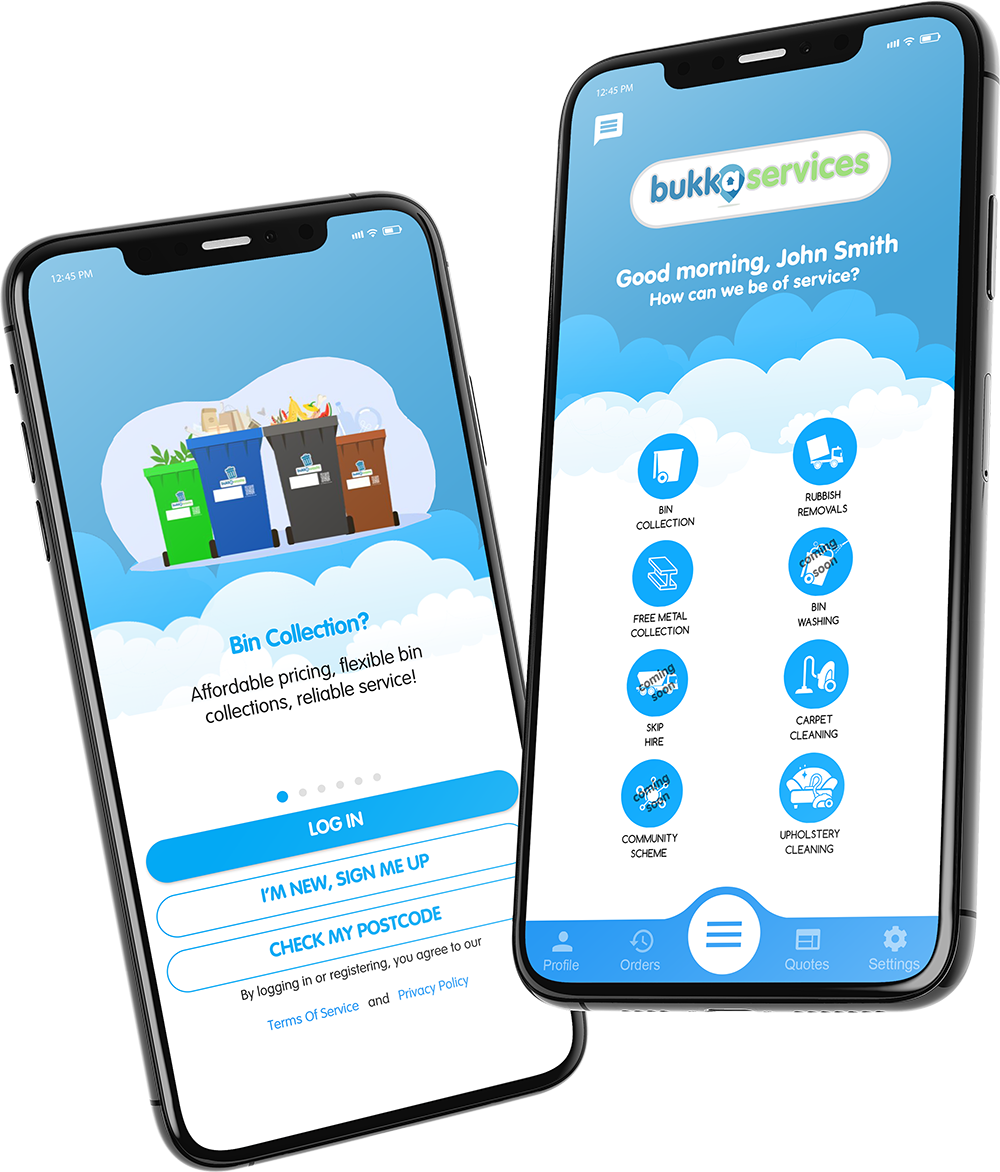 12:45 PM
Bin Collection?
Affordable pricing, flexible bin
collections, reliable service!
LOG IN
I'M NEW, SIGN ME UP
CHECK MY POSTCODE
By logging in or registering, you agree to our
Terms Of Service and Privacy Policy
12:45 PM
bukkaservices
Good morning, John Smith
How can we be of service?
BIN
COLLECTION
RUBBISH
REMOVALS
FREE METAL
COLLECTION
coming
soon
BIN
WASHING
coming
soon
SKIP
HIRE
CARPET
CLEANING
coming
soon
COMMUNITY
SCHEME
UPHOLSTERY
CLEANING
Profile
Orders
Quotes
Settings